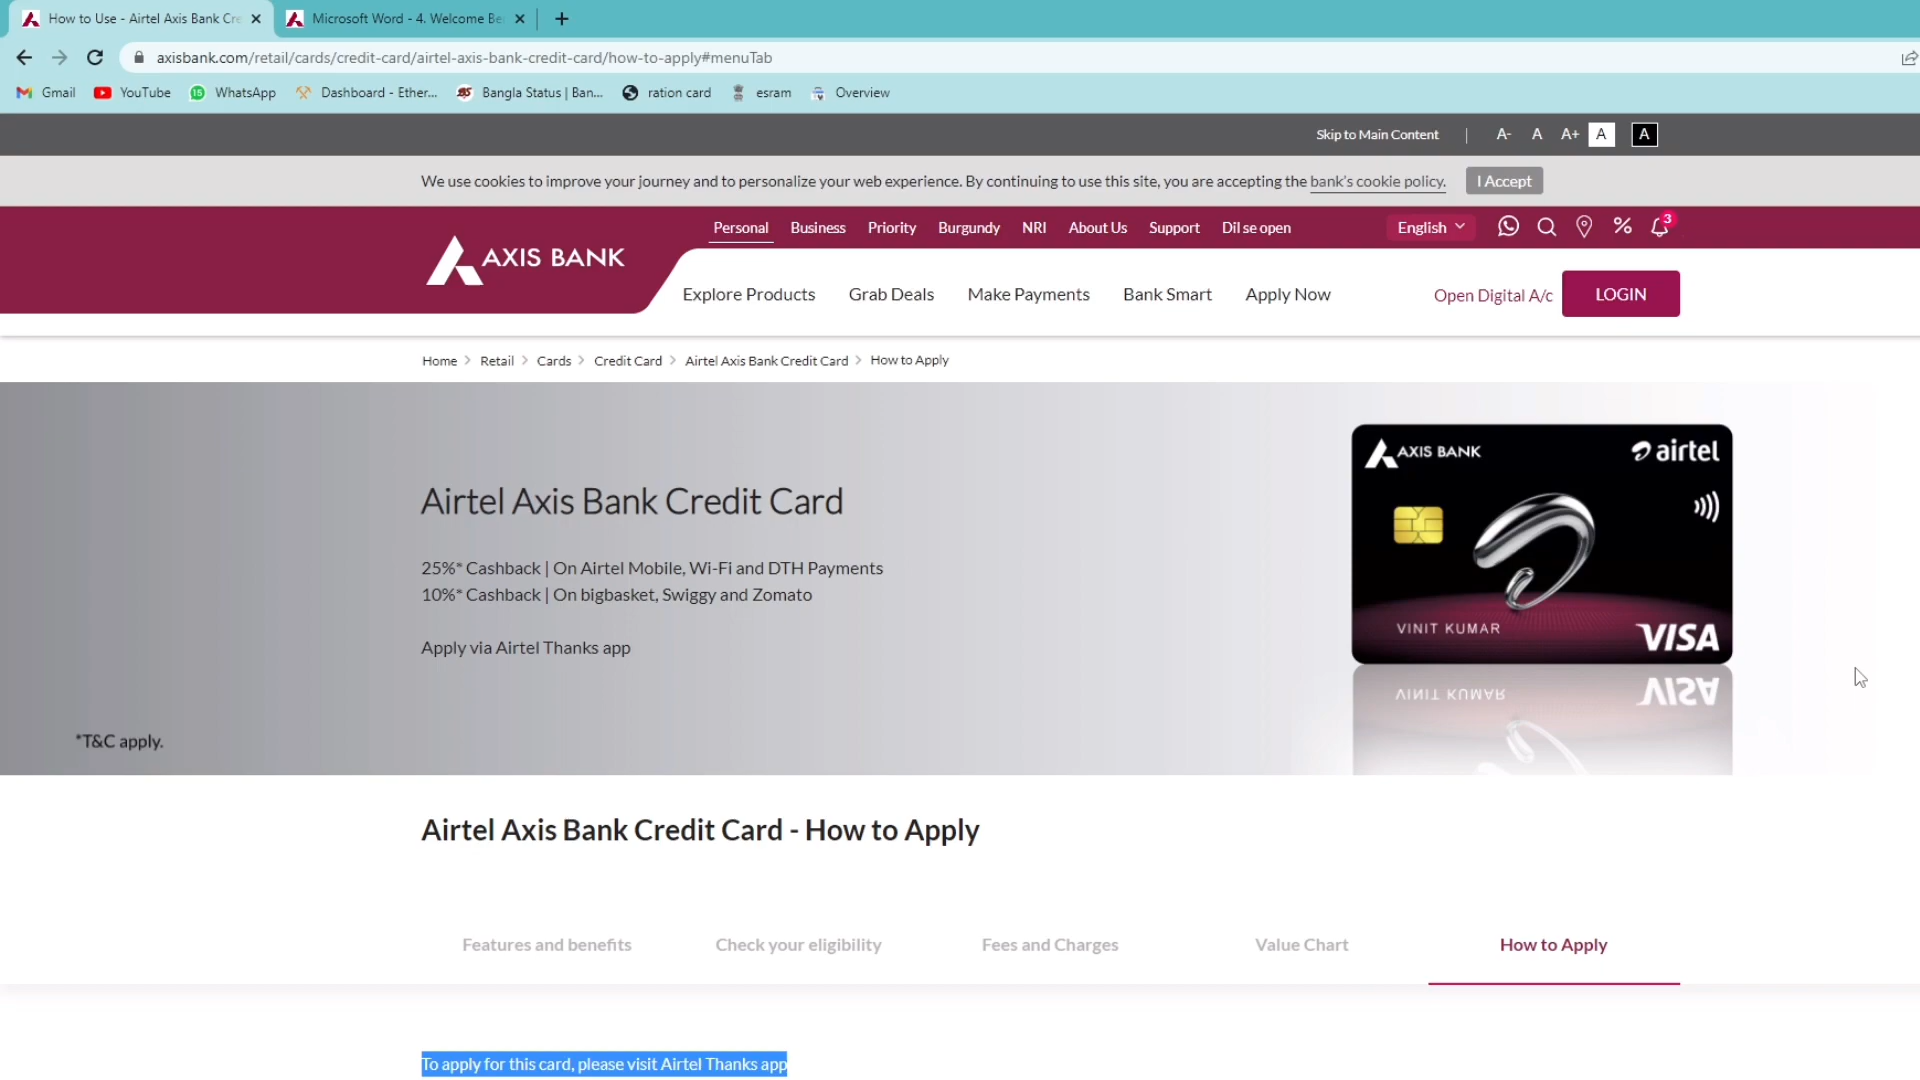 How to Use - Airtel Axis Bank Cre
Microsoft Word - 4. Welcome Be
axisbank.com/retail/cards/credit-card/airtel-axis-bank-credit-card/how-to-apply#menuTab
Gmail YouTube WhatsApp Dashboard - Ether... Bangla Status | Ban... ration card esram Overview
Skip to Main Content | A- A A+ A A
We use cookies to improve your journey and to personalize your web experience. By continuing to use this site, you are accepting the bank's cookie policy. I Accept
Personal Business Priority Burgundy NRI About Us Support Dil se open English 3
AXIS BANK
Explore Products Grab Deals Make Payments Bank Smart Apply Now Open Digital A/c LOGIN
Home > Retail > Cards > Credit Card > Airtel Axis Bank Credit Card > How to Apply
AXIS BANK airtel
Airtel Axis Bank Credit Card
25%* Cashback | On Airtel Mobile, Wi-Fi and DTH Payments
10%* Cashback | On bigbasket, Swiggy and Zomato
VINIT KUMAR VISA
Apply via Airtel Thanks app
VINIT KUMAR VISA
*T&C apply.
Airtel Axis Bank Credit Card - How to Apply
Features and benefits Check your eligibility Fees and Charges Value Chart How to Apply
To apply for this card, please visit Airtel Thanks app